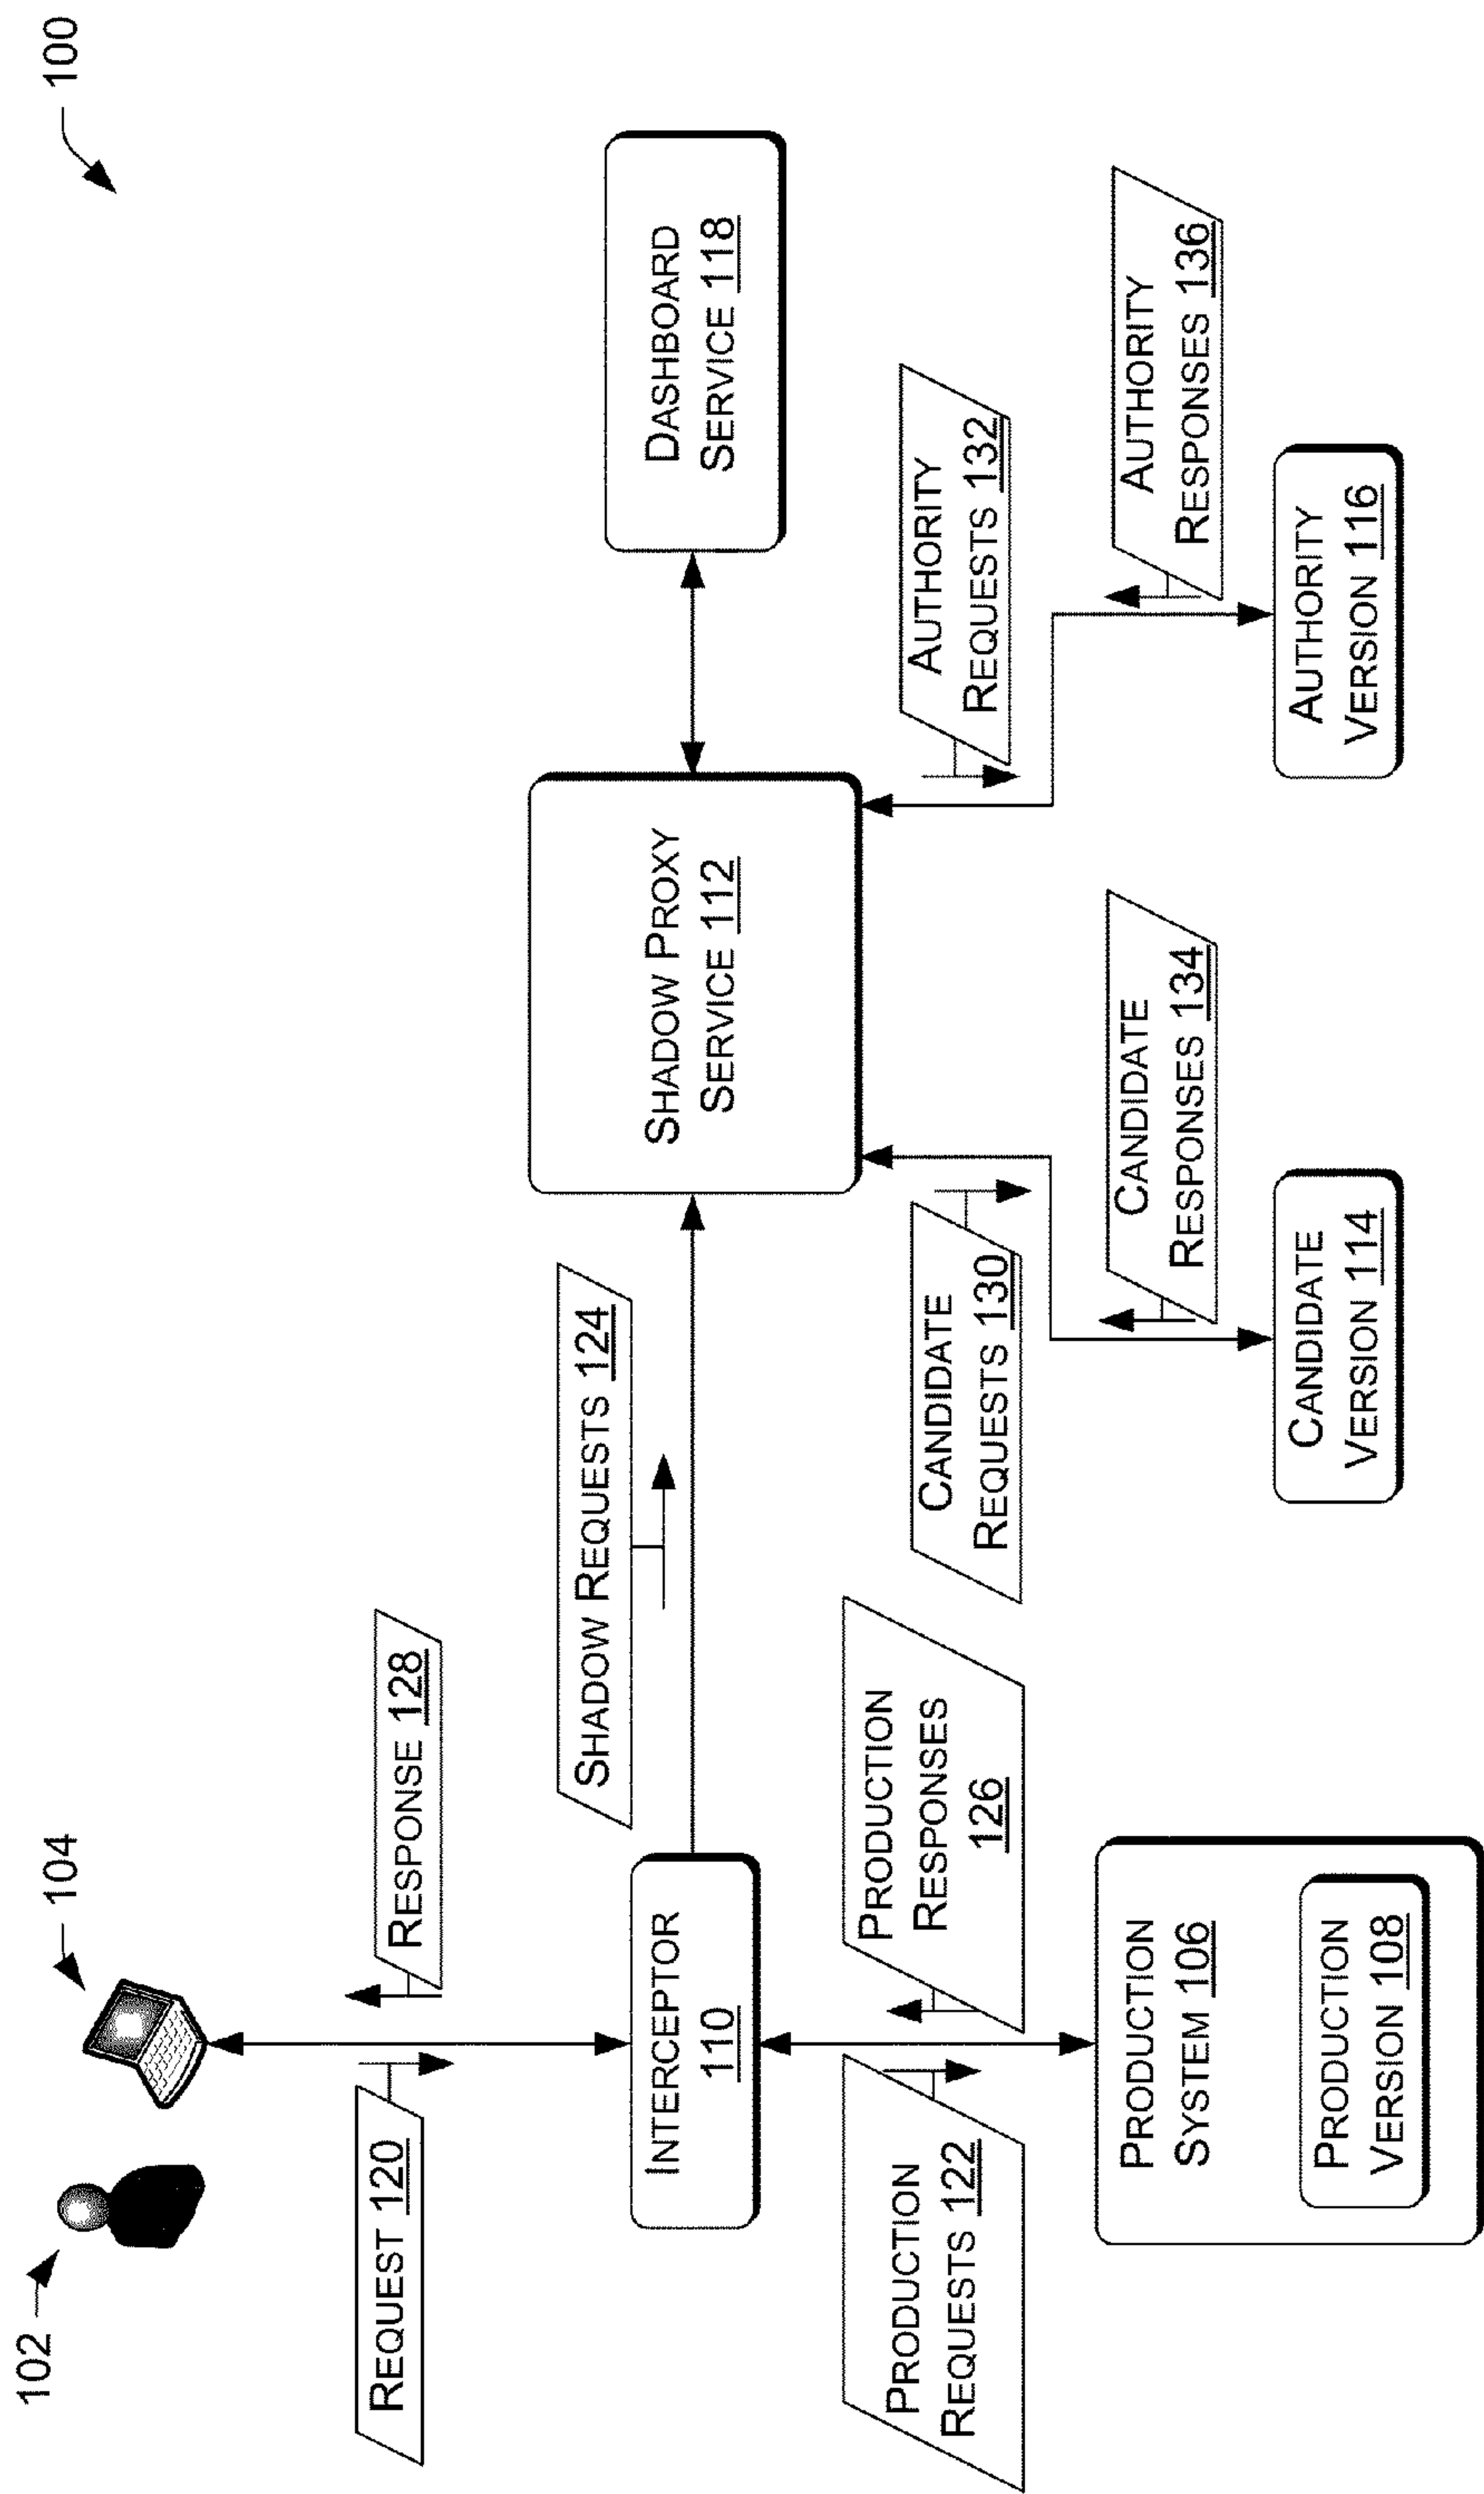 100
102
104
REQUEST 120
RESPONSE 128
SHADOW REQUESTS 124
INTERCEPTOR
110
SHADOW PROXY
SERVICE 112
DASHBOARD
SERVICE 118
PRODUCTION
REQUESTS 122
PRODUCTION
RESPONSES
126
CANDIDATE
REQUESTS 130
AUTHORITY
REQUESTS 132
CANDIDATE
RESPONSES 134
AUTHORITY
RESPONSES 136
PRODUCTION
SYSTEM 106
PRODUCTION
VERSION 108
CANDIDATE
VERSION 114
AUTHORITY
VERSION 116